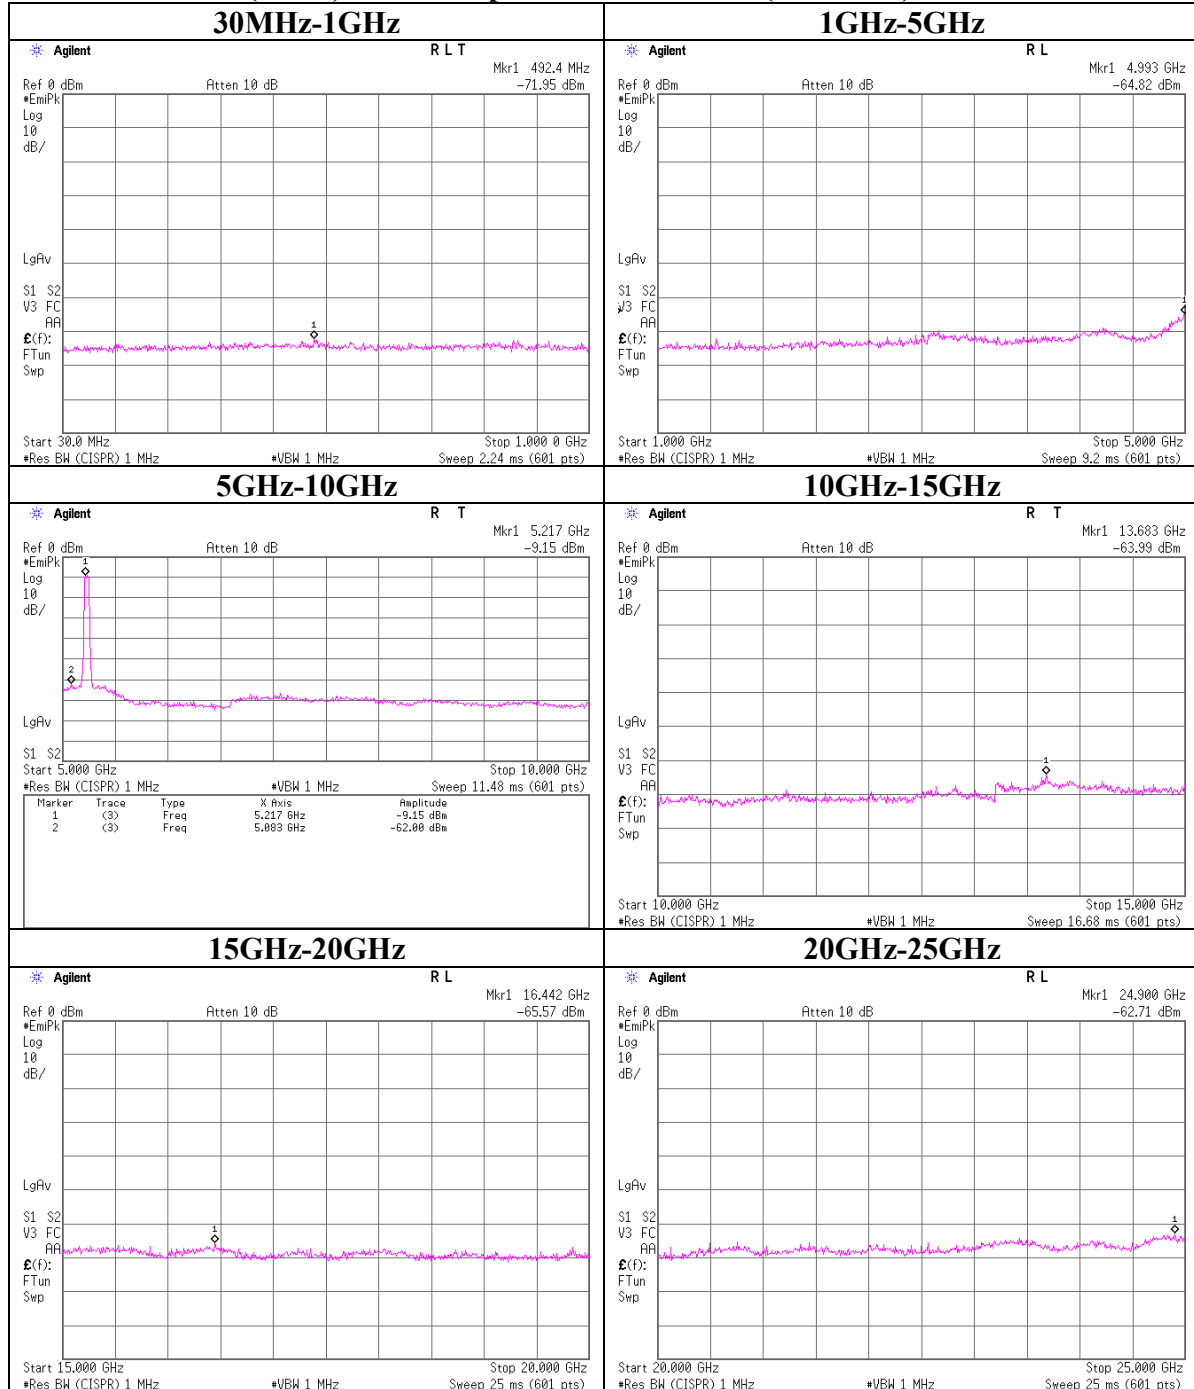 30MHz-1GHz
Agilent R L T
Mkr1 492.4 MHz
Ref 0 dBm Atten 10 dB -71.95 dBm
#EmiPk
Log
10
dB/
1
LgAv
S1 S2
V3 FC
AA
£(f):
FTun
Swp
Start 30.0 MHz Stop 1.000 0 GHz
#Res BW (CISPR) 1 MHz #VBW 1 MHz Sweep 2.24 ms (601 pts)
1GHz-5GHz
Agilent R L
Mkr1 4.993 GHz
Ref 0 dBm Atten 10 dB -64.82 dBm
#EmiPk
Log
10
dB/
1
LgAv
S1 S2
V3 FC
AA
£(f):
FTun
Swp
Start 1.000 GHz Stop 5.000 GHz
#Res BW (CISPR) 1 MHz #VBW 1 MHz Sweep 9.2 ms (601 pts)
5GHz-10GHz
Agilent R T
Mkr1 5.217 GHz
Ref 0 dBm Atten 10 dB -9.15 dBm
#EmiPk
Log
10
dB/
1
2
LgAv
S1 S2
Start 5.000 GHz Stop 10.000 GHz
#Res BW (CISPR) 1 MHz #VBW 1 MHz Sweep 11.48 ms (601 pts)
Marker Trace Type X Axis Amplitude
1 (3) Freq 5.217 GHz -9.15 dBm
2 (3) Freq 5.083 GHz -62.00 dBm
10GHz-15GHz
Agilent R T
Mkr1 13.683 GHz
Ref 0 dBm Atten 10 dB -63.99 dBm
#EmiPk
Log
10
dB/
1
LgAv
S1 S2
V3 FC
AA
£(f):
FTun
Swp
Start 10.000 GHz Stop 15.000 GHz
#Res BW (CISPR) 1 MHz #VBW 1 MHz Sweep 16.68 ms (601 pts)
15GHz-20GHz
Agilent R L
Mkr1 16.442 GHz
Ref 0 dBm Atten 10 dB -65.57 dBm
#EmiPk
Log
10
dB/
1
LgAv
S1 S2
V3 FC
AA
£(f):
FTun
Swp
Start 15.000 GHz Stop 20.000 GHz
#Res BW (CISPR) 1 MHz #VBW 1 MHz Sweep 25 ms (601 pts)
20GHz-25GHz
Agilent R L
Mkr1 24.900 GHz
Ref 0 dBm Atten 10 dB -62.71 dBm
#EmiPk
Log
10
dB/
1
LgAv
S1 S2
V3 FC
AA
£(f):
FTun
Swp
Start 20.000 GHz Stop 25.000 GHz
#Res BW (CISPR) 1 MHz #VBW 1 MHz Sweep 25 ms (601 pts)